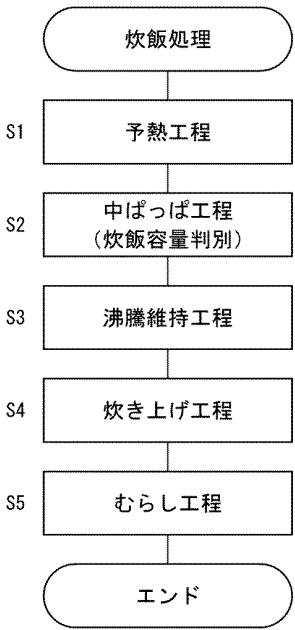 炊飯処理
S1
予熱工程
S2
中ぱっぱ工程
(炊飯容量判別)
S3
沸騰維持工程
S4
炊き上げ工程
S5
むらし工程
エンド